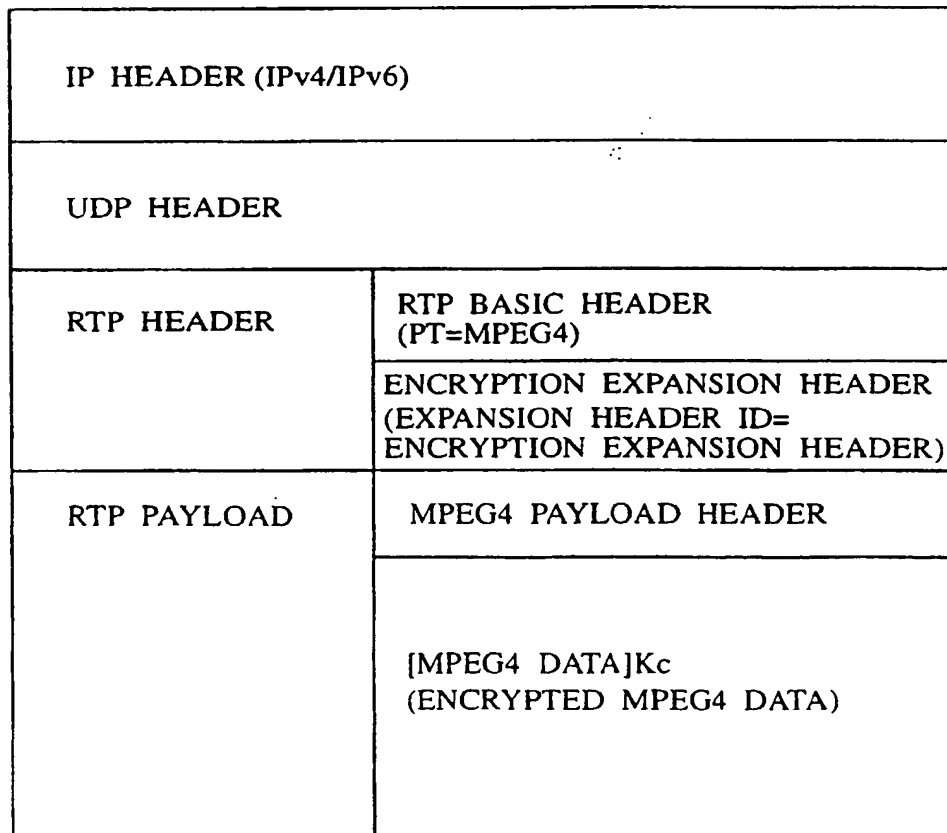 IP HEADER (IPv4/IPv6)
UDP HEADER
RTP HEADER
RTP BASIC HEADER
(PT=MPEG4)
ENCRYPTION EXPANSION HEADER
(EXPANSION HEADER ID=
ENCRYPTION EXPANSION HEADER)
RTP PAYLOAD
MPEG4 PAYLOAD HEADER
[MPEG4 DATA]Kc
(ENCRYPTED MPEG4 DATA)